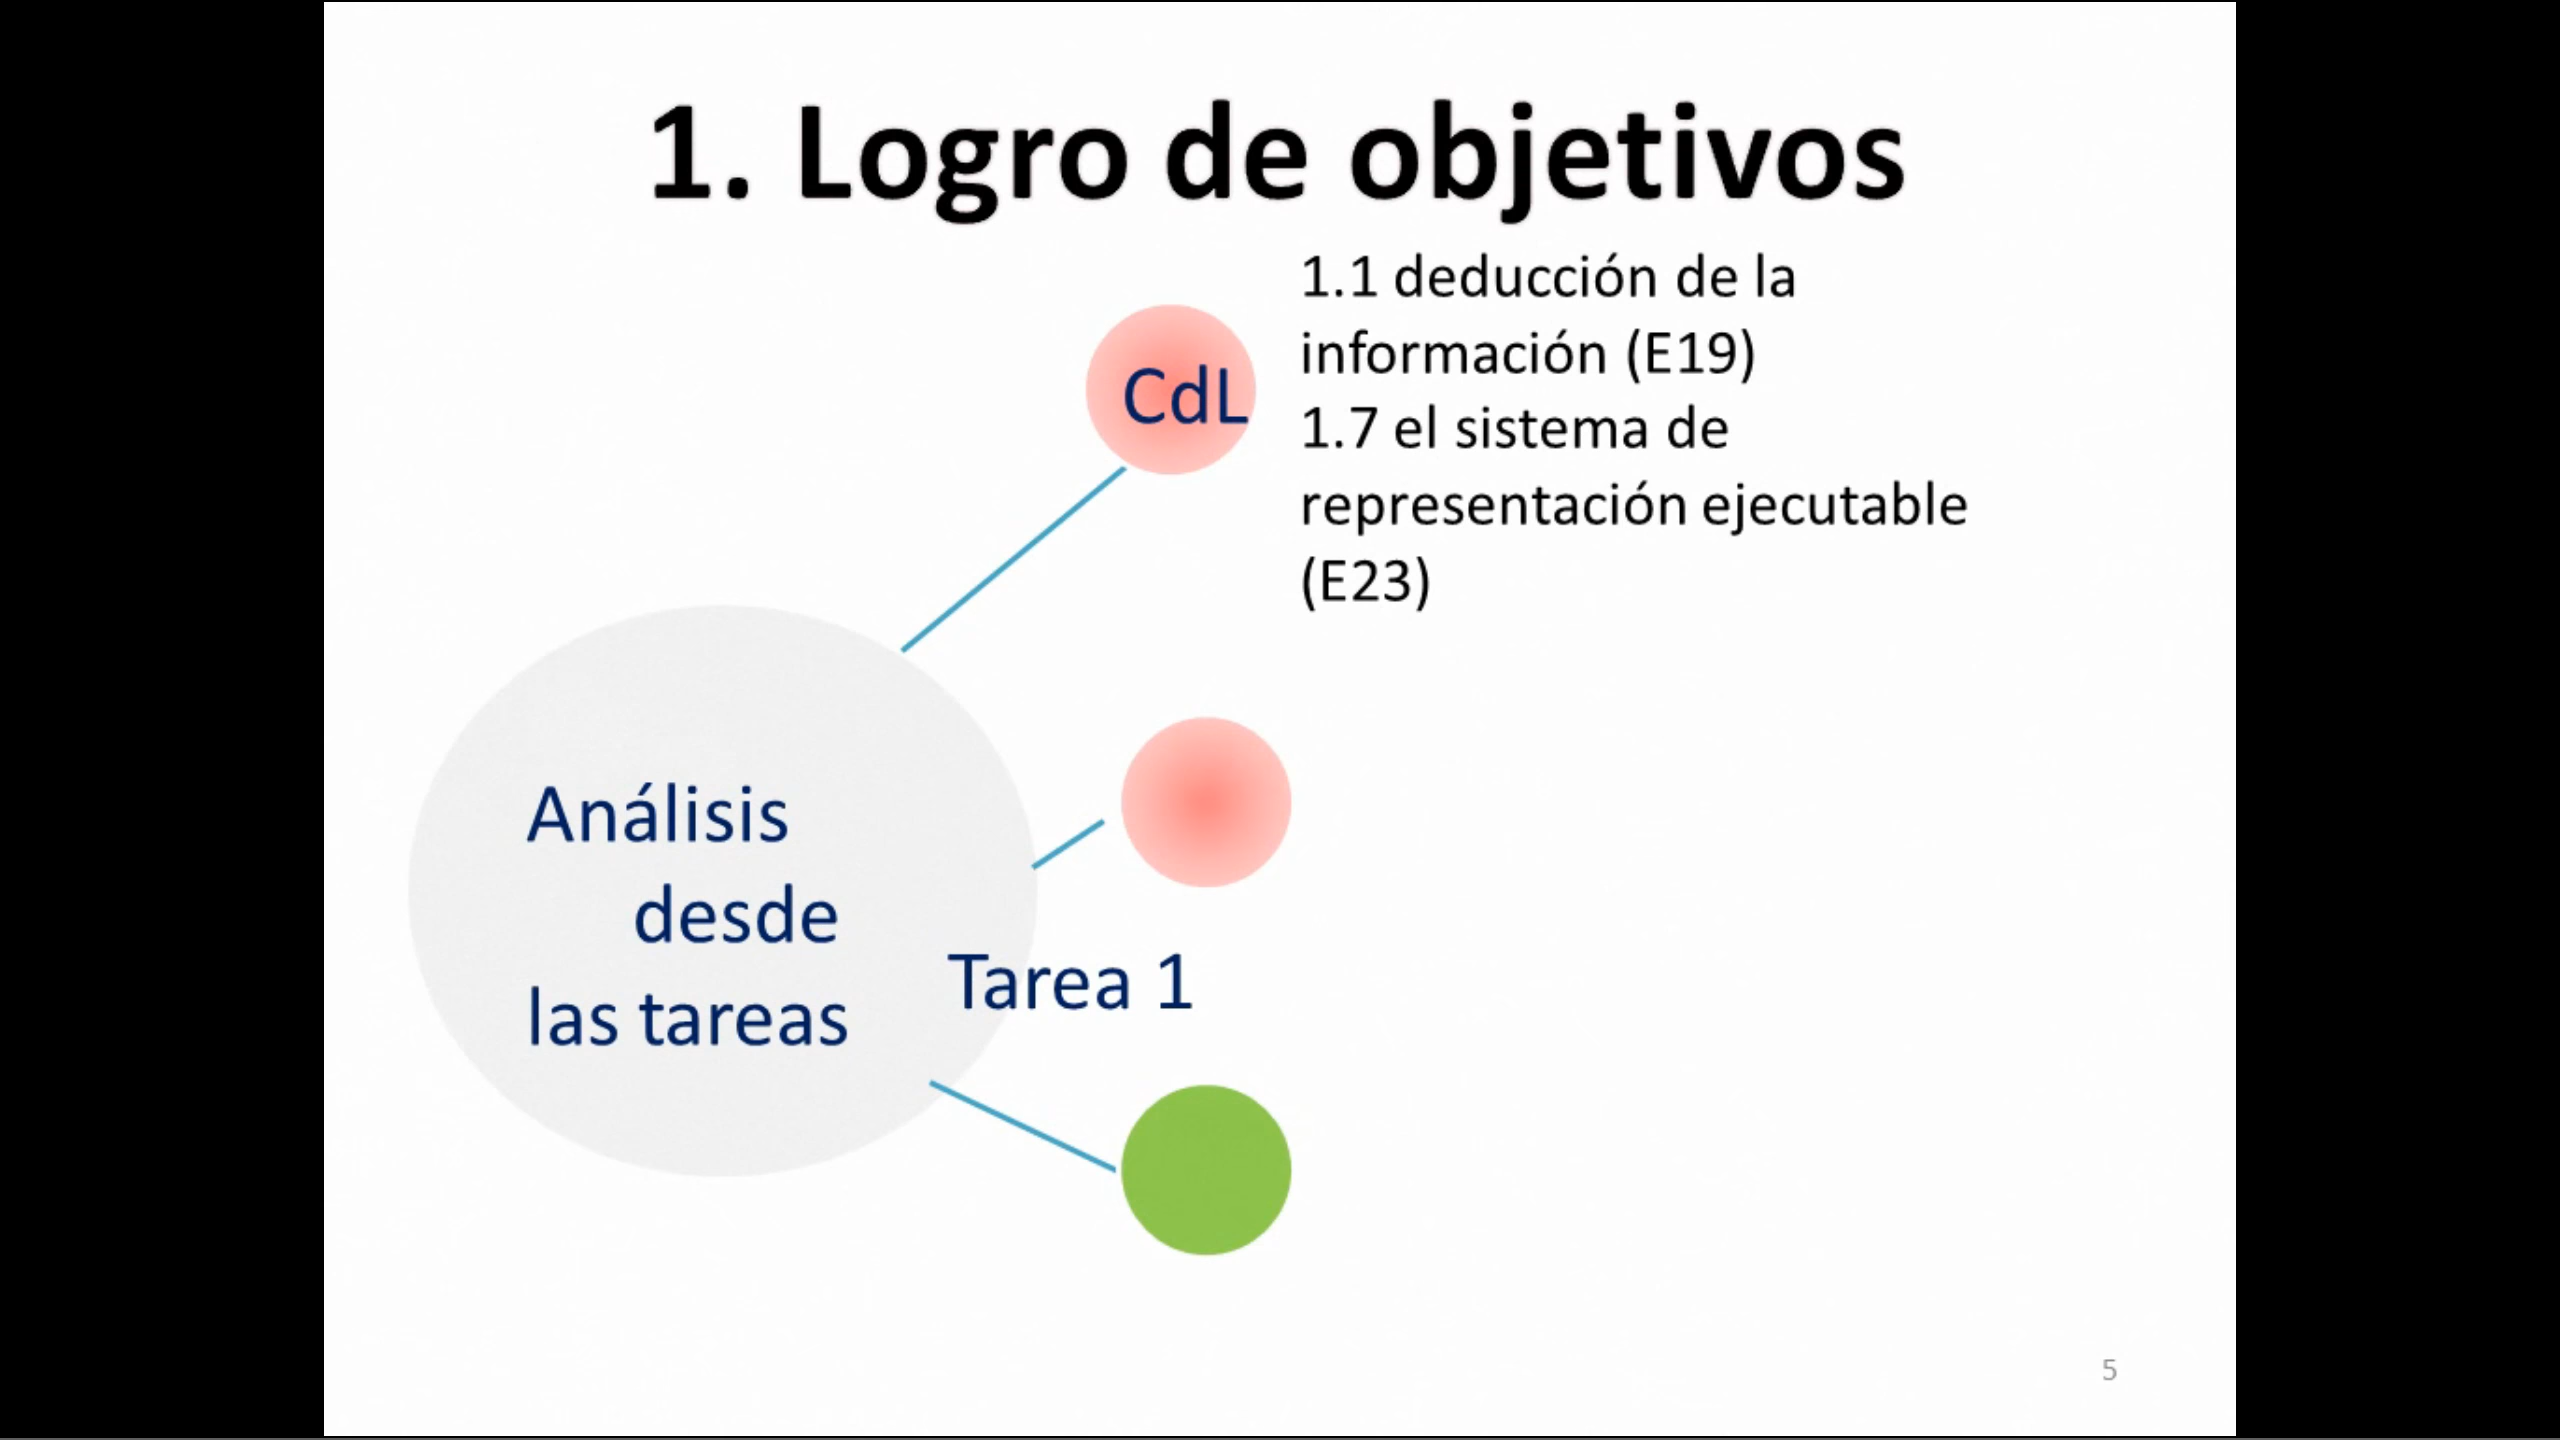 1. Logro de objetivos
1.1 deducción de la
información (E19)
1.7 el sistema de
representación ejecutable
(E23)
CdL
Análisis
desde
las tareas
Tarea 1
5